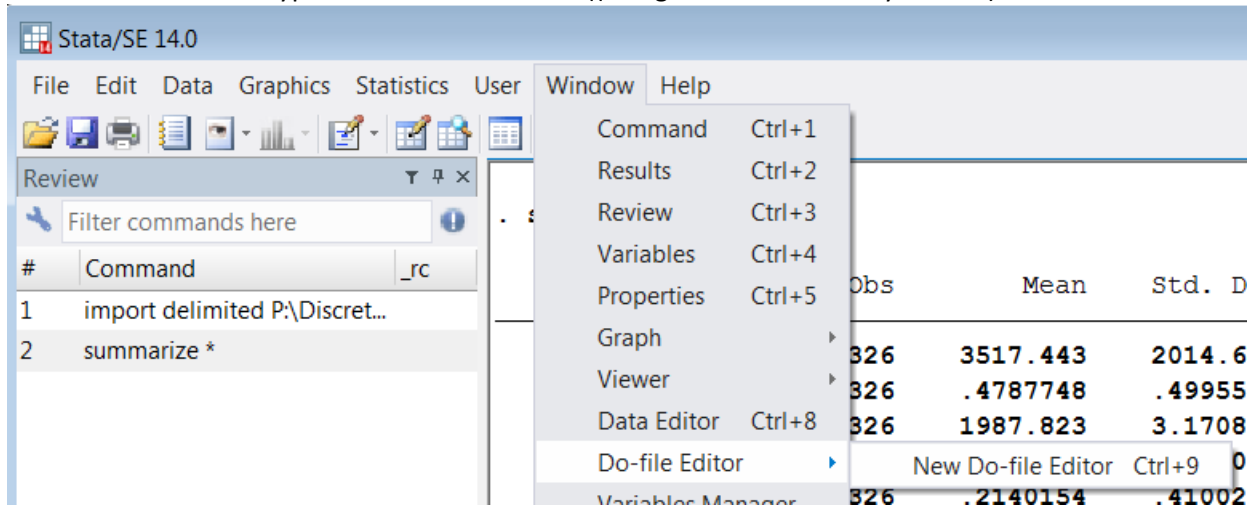 Stata/SE 14.0
File Edit Data Graphics Statistics User Window Help
Review
Filter commands here
# Command _rc
1 import delimited P:\Discret...
2 summarize *
Command Ctrl+1
Results Ctrl+2
Review Ctrl+3
Variables Ctrl+4
Properties Ctrl+5
Graph
Viewer
Data Editor Ctrl+8
Do-file Editor
New Do-file Editor Ctrl+9
Variables Manager
. s
Obs Mean Std. D
326 3517.443 2014.6
326 .4787748 .49955
326 1987.823 3.1708
0
326 .2140154 .41002